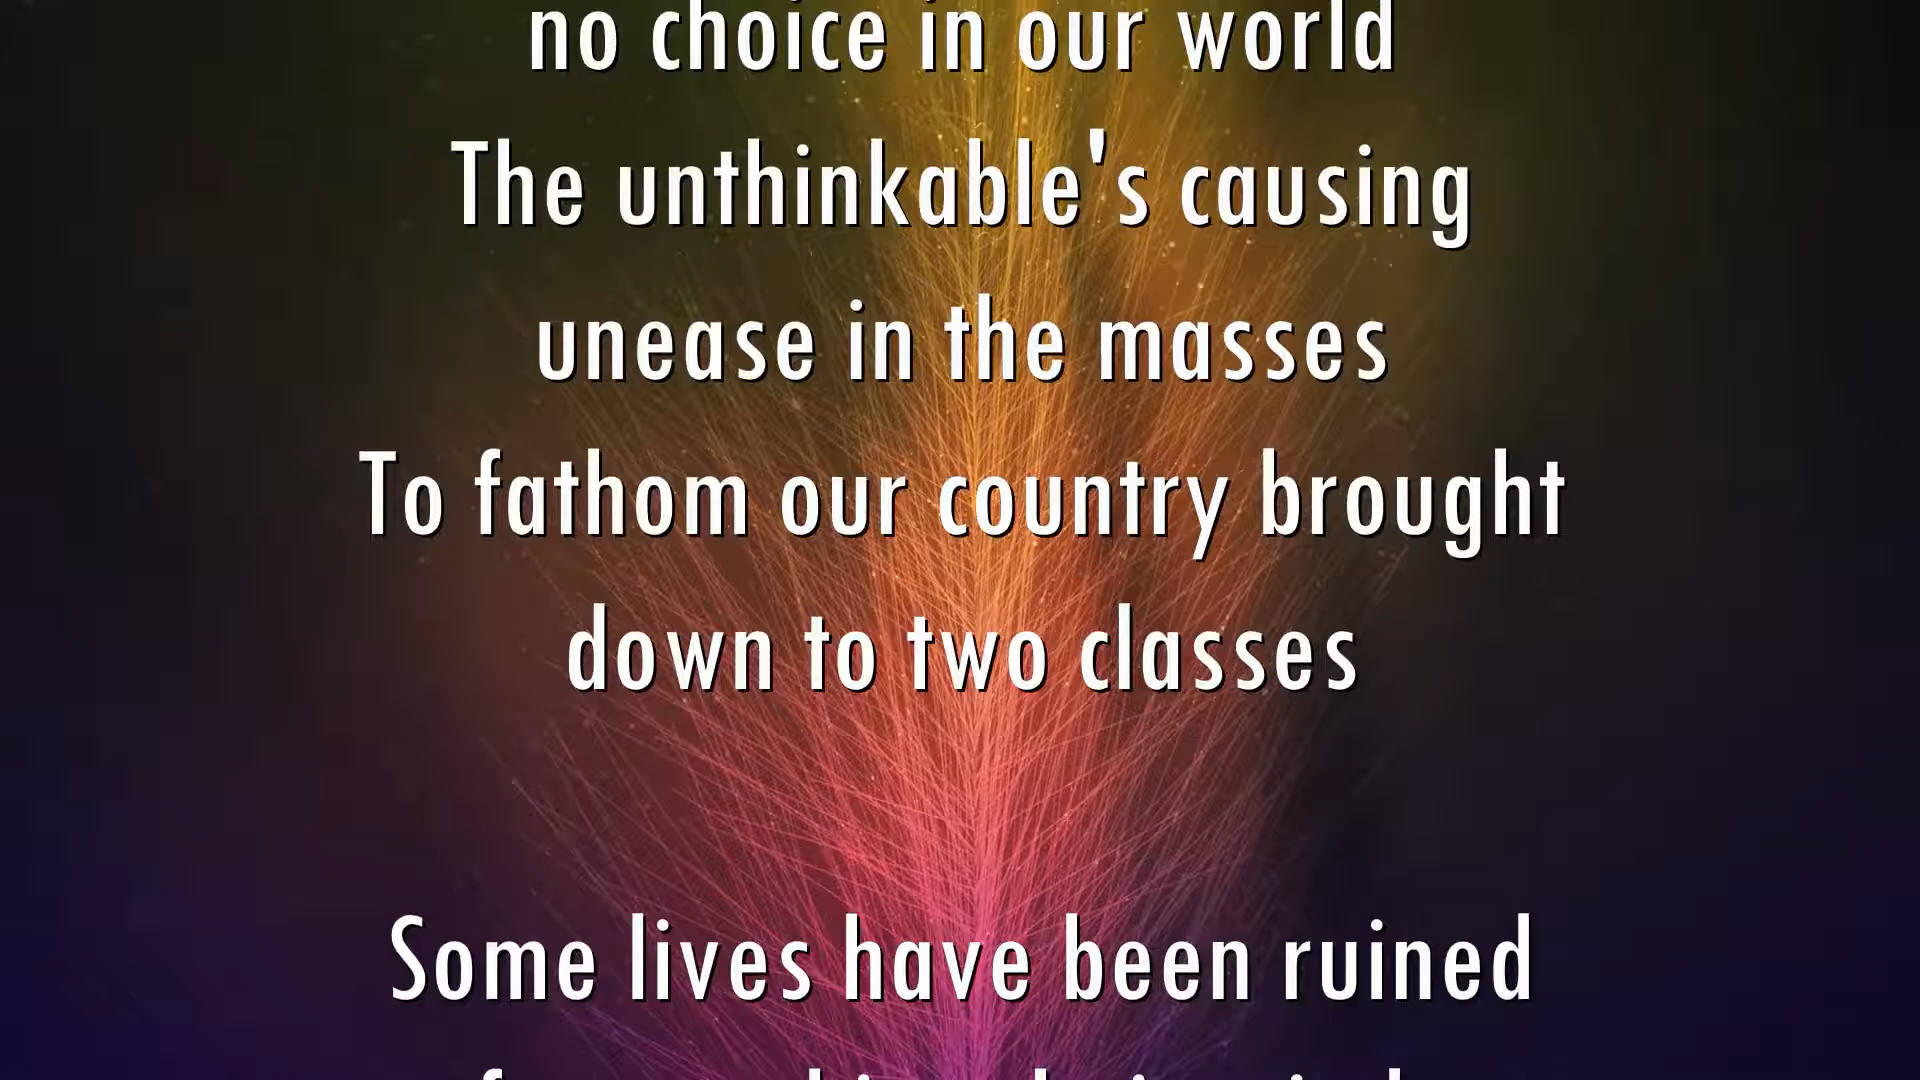 no choice in our world
The unthinkable's causing
unease in the masses
To fathom our country brought
down to two classes
Some lives have been ruined